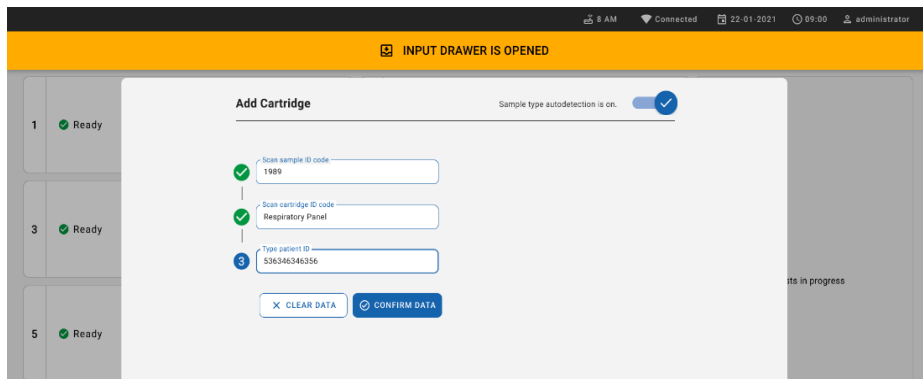 8 AM Connected 22-01-2021 09:00 administrator
INPUT DRAWER IS OPENED
Add Cartridge
Sample type autodetection is on.
1 Ready
Scan sample ID code
1989
Scan cartridge ID code
Respiratory Panel
3 Ready
Type patient ID
3 536346346356
in progress
CLEAR DATA
CONFIRM DATA
5 Ready